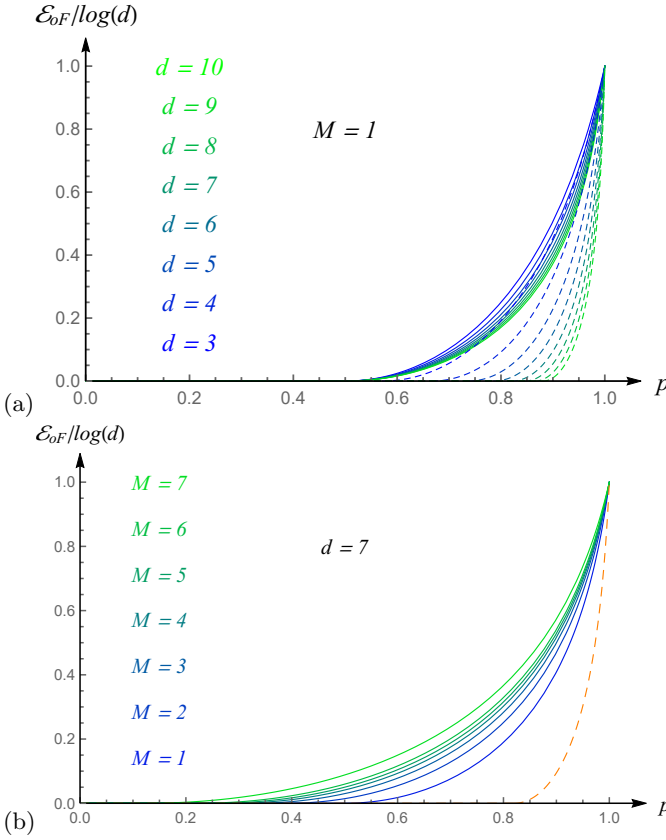 ℰoF/log(d)
1.0
d = 10
d = 9
0.8
M = 1
d = 8
0.6
d = 7
d = 6
0.4
d = 5
0.2
d = 4
d = 3
0.0
(a)
0.0 0.2 0.4 0.6 0.8 1.0 p
ℰoF/log(d)
1.0
M = 7
0.8
M = 6
d = 7
M = 5
0.6
M = 4
0.4
M = 3
M = 2
0.2
M = 1
0.0
(b)
0.0 0.2 0.4 0.6 0.8 1.0 p